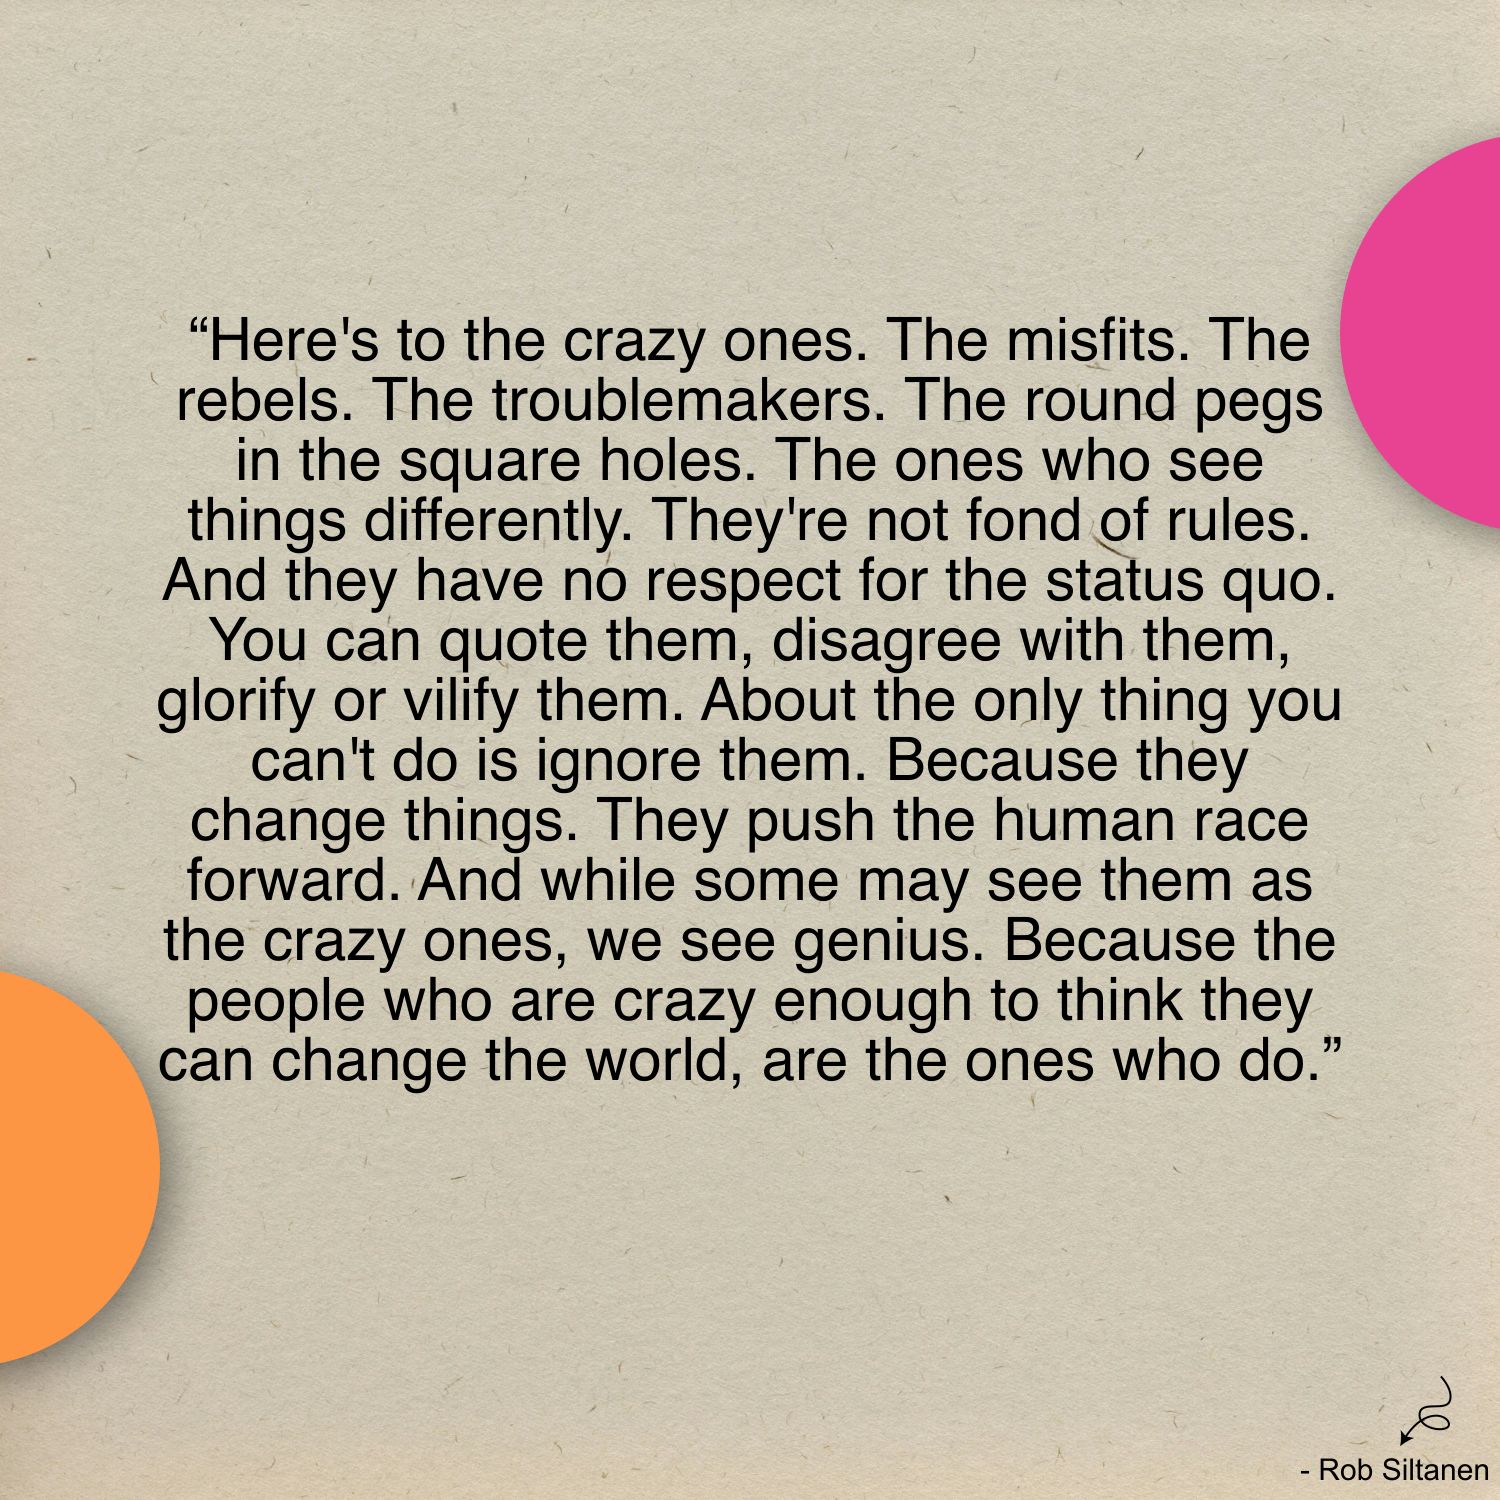 “Here's to the crazy ones. The misfits. The
rebels. The troublemakers. The round pegs
in the square holes. The ones who see
things differently. They're not fond of rules.
And they have no respect for the status quo.
You can quote them, disagree with them,
glorify or vilify them. About the only thing you
can't do is ignore them. Because they
change things. They push the human race
forward. And while some may see them as
the crazy ones, we see genius. Because the
people who are crazy enough to think they
can change the world, are the ones who do.”
- Rob Siltanen